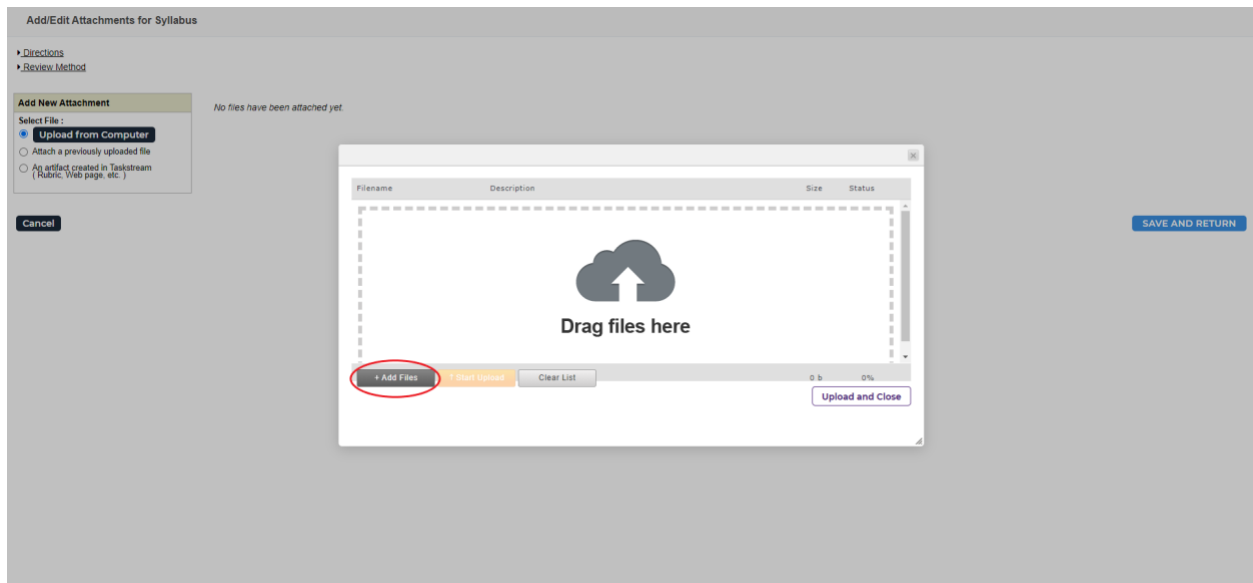 Add/Edit Attachments for Syllabus
Directions
Review Method
Add New Attachment
Select File :
Upload from Computer
Attach a previously uploaded file
An artifact created in Taskstream
( Rubric, Web page, etc. )
No files have been attached yet.
Cancel
SAVE AND RETURN
Filename Description Size Status
Drag files here
+ Add Files ↑ Start Upload Clear List 0 b 0%
Upload and Close